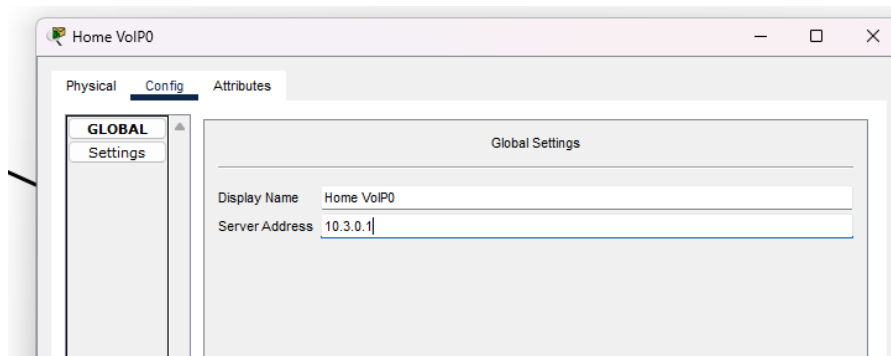 Home VoIP0
Physical Config Attributes
GLOBAL
Settings
Global Settings
Display Name Home VoIP0
Server Address 10.3.0.1